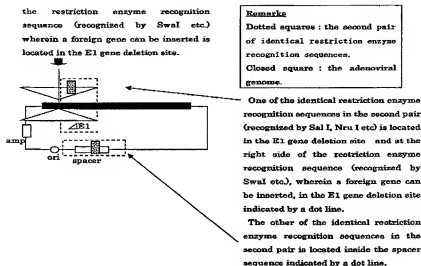 the restriction enzyme recognition
sequence (recognized by SwaI etc.)
wherein a foreign gene can be inserted is
located in the E1 gene deletion site.
Remarks
Dotted squares : the second pair
of identical restriction enzyme
recognition sequences.
Closed square : the adenoviral
genome.
⊿E1
amp
ori
spacer
One of the identical restriction enzyme
recognition sequences in the second pair
(recognized by Sal I, Nru I etc) is located
in the E1 gene deletion site and at the
right side of the restriction enzyme
recognition sequence (recognized by
SwaI etc.), wherein a foreign gene can
be inserted, in the E1 gene deletion site
indicated by a dot line.
The other of the identical restriction
enzyme recognition sequences in the
second pair is located inside the spacer
sequence indicated by a dot line.